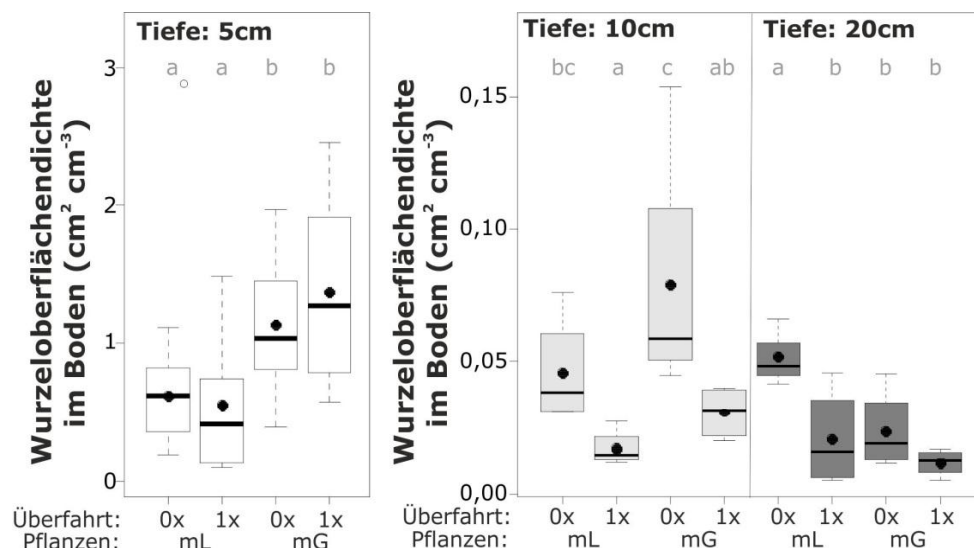 Tiefe: 5cm
a a b b
Wurzeloberflächendichte
im Boden (cm² cm⁻³)
3
2
1
0
Überfahrt: 0x 1x 0x 1x
Pflanzen: mL mG
Tiefe: 10cm Tiefe: 20cm
bc a c ab a b b b
Wurzeloberflächendichte
im Boden (cm² cm⁻³)
0,15
0,10
0,05
0,00
Überfahrt: 0x 1x 0x 1x 0x 1x 0x 1x
Pflanzen: mL mG mL mG